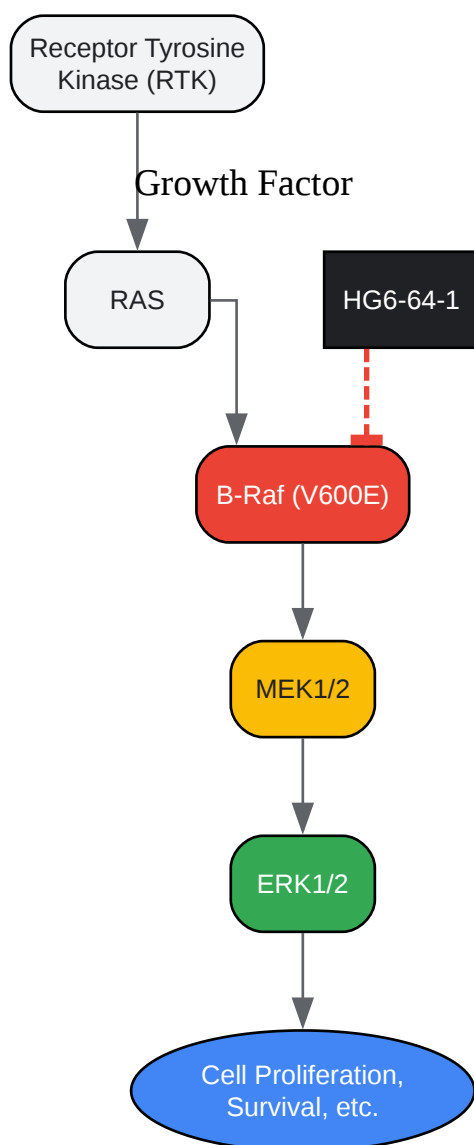 Receptor Tyrosine
Kinase (RTK)
Growth Factor
RAS
HG6-64-1
B-Raf (V600E)
MEK1/2
ERK1/2
Cell Proliferation,
Survival, etc.